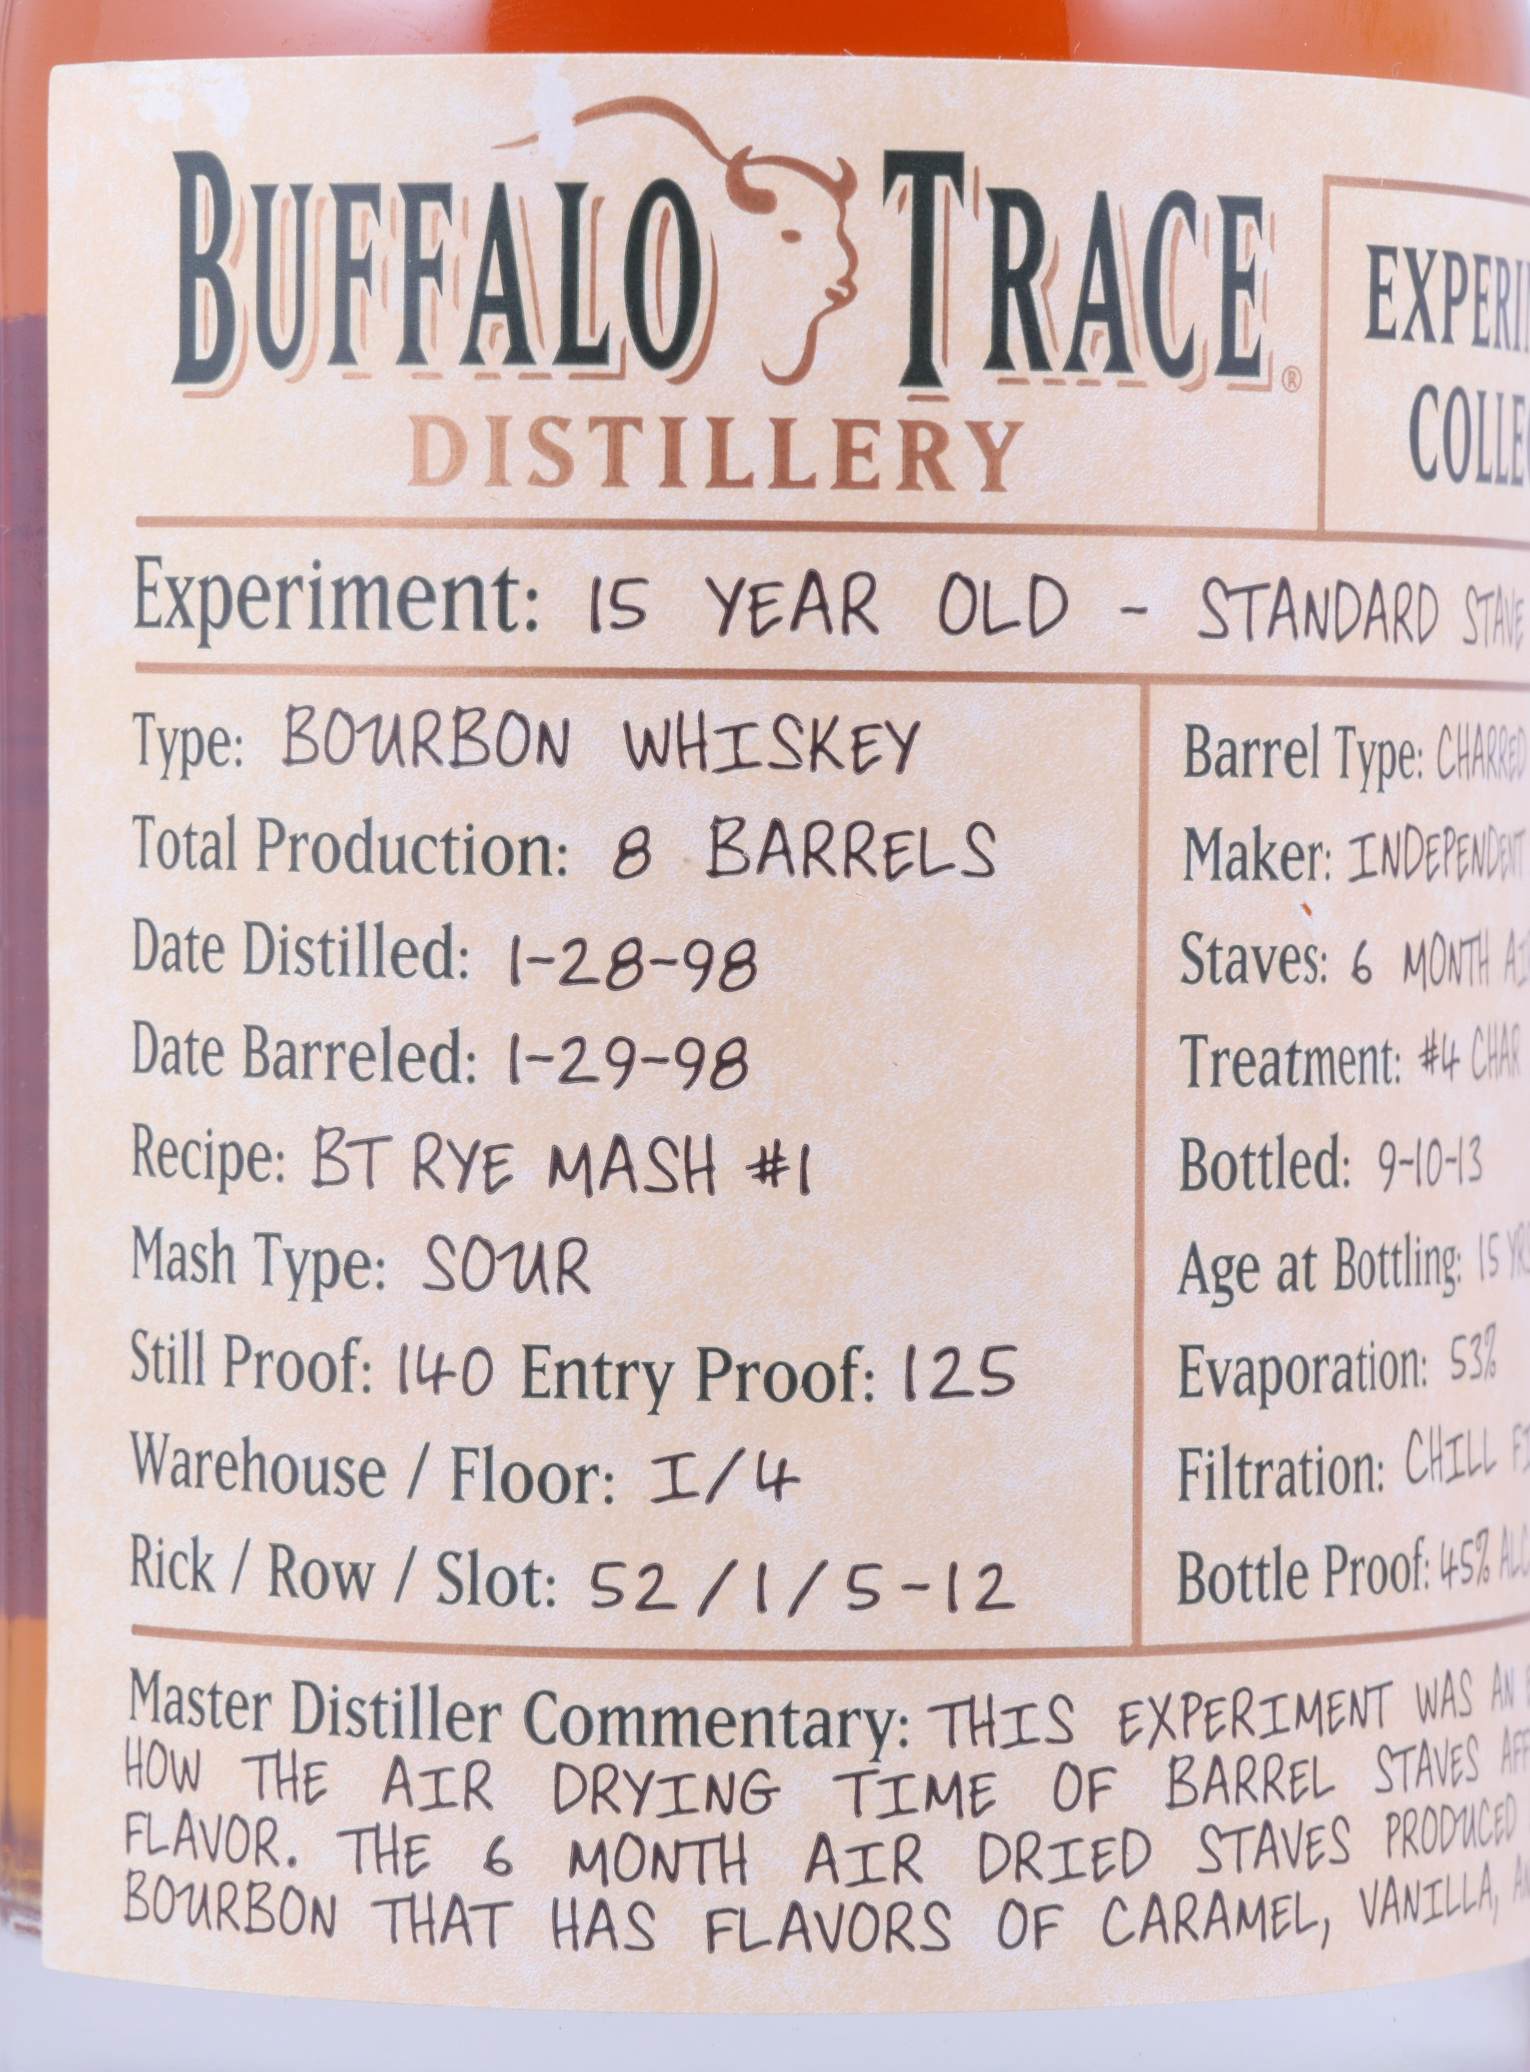 BUFFALO TRACE®
DISTILLERY
Experiment: 15 YEAR OLD - STANDARD STAVE
Type: BOURBON WHISKEY
Total Production: 8 BARRELS
Date Distilled: 1-28-98
Date Barreled: 1-29-98
Recipe: BT RYE MASH #1
Mash Type: SOUR
Still Proof: 140 Entry Proof: 125
Warehouse / Floor: I/4
Rick / Row / Slot: 52/1/5-12
Barrel Type: CHARRED
Maker: INDEPENDENT
Staves: 6 MONTH
Treatment: #4 CHAR
Bottled: 9-10-13
Age at Bottling: 15
Evaporation: 53%
Filtration: CHILL
Bottle Proof: 45%
Master Distiller Commentary: THIS EXPERIMENT WAS AN
HOW THE AIR DRYING TIME OF BARREL STAVES
FLAVOR. THE 6 MONTH AIR DRIED STAVES PRODUCED
BOURBON THAT HAS FLAVORS OF CARAMEL, VANILLA,